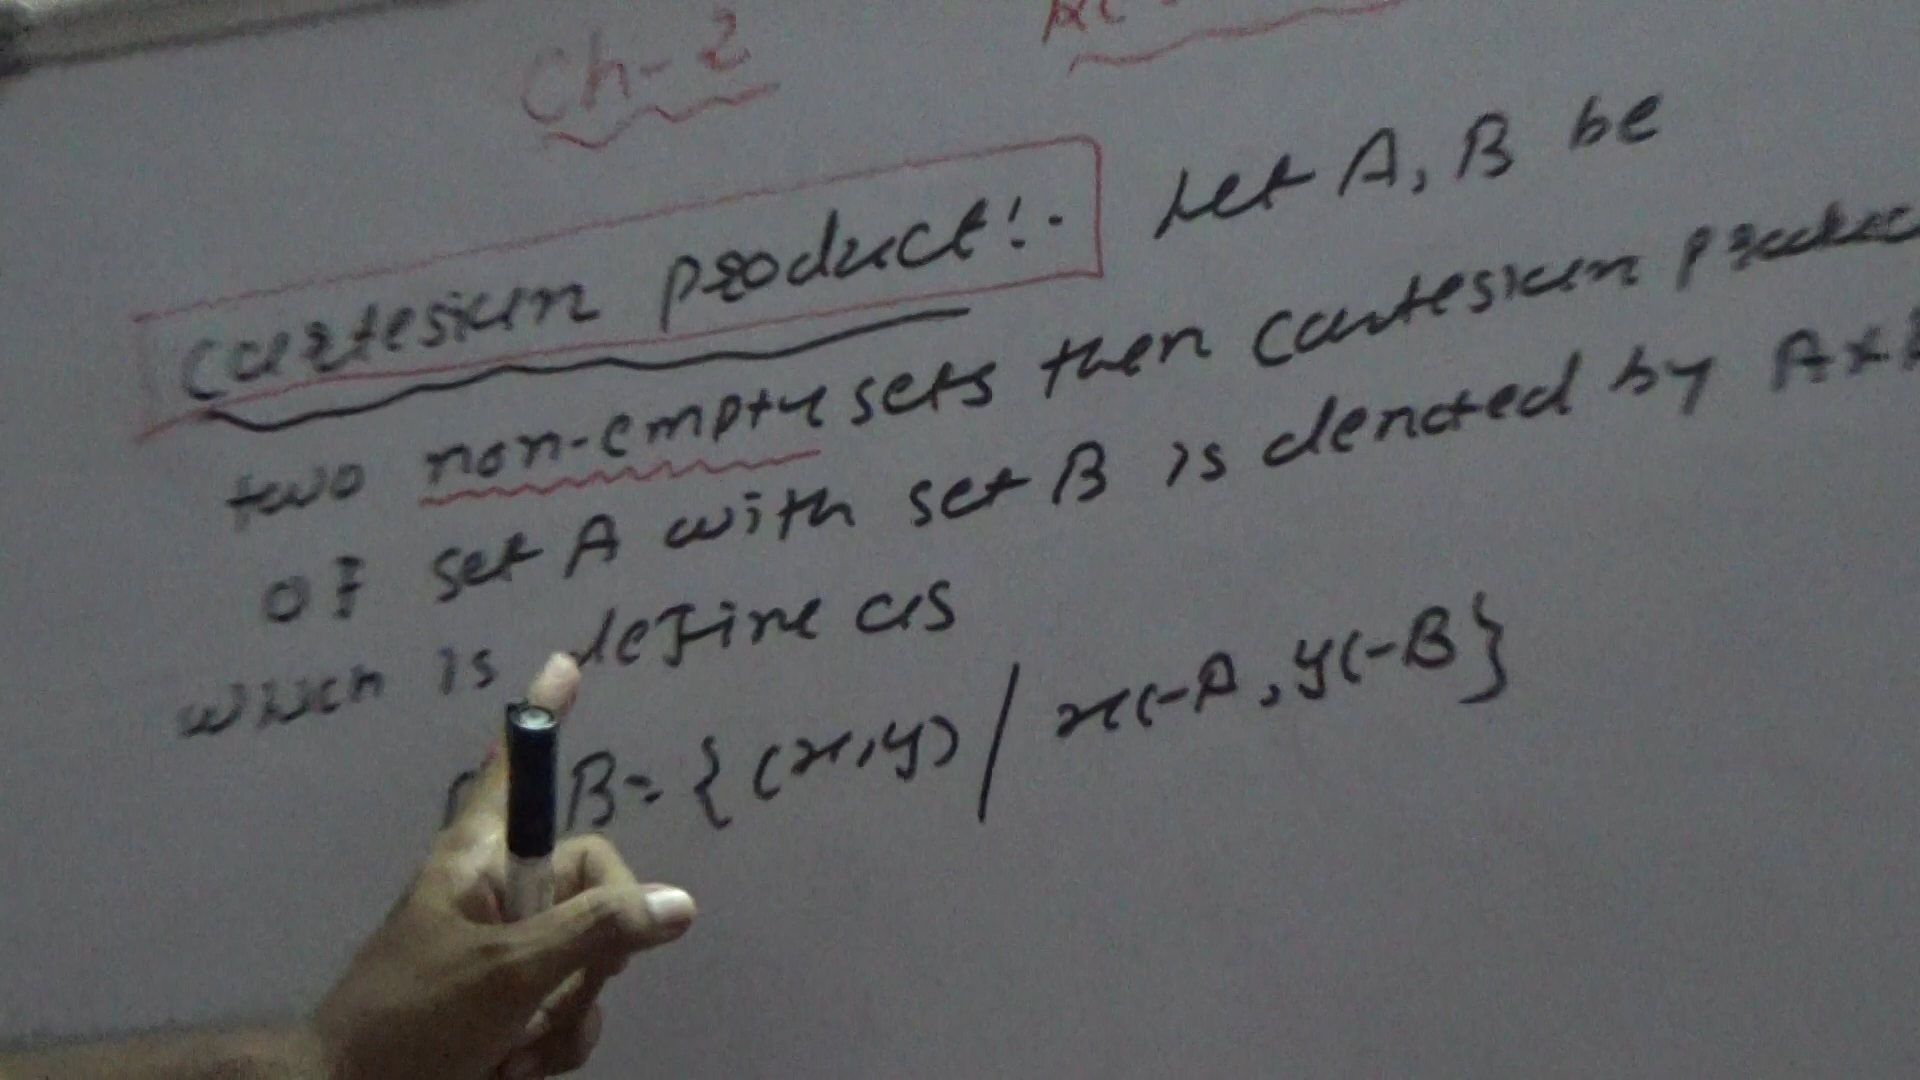 Ch-2
Cartesian product:- Let A, B be
two non-empty sets then cartesian product
of set A with set B is denoted by A×B
which is define as
B= {(x,y) / x∈A, y∈B}